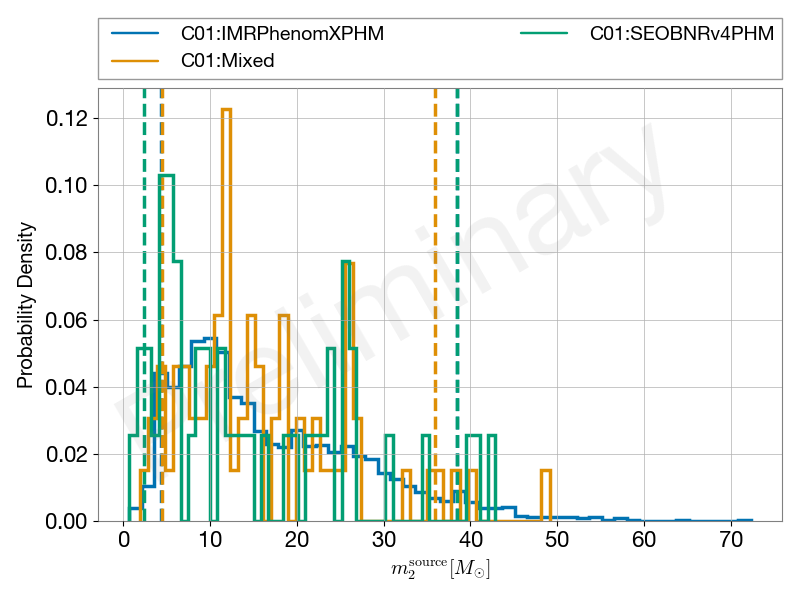 C01:IMRPhenomXPHM
C01:Mixed
C01:SEOBNRv4PHM
Preliminary
Probability Density
0.12
0.10
0.08
0.06
0.04
0.02
0.00
0 10 20 30 40 50 60 70
m₂^source [M⊙]